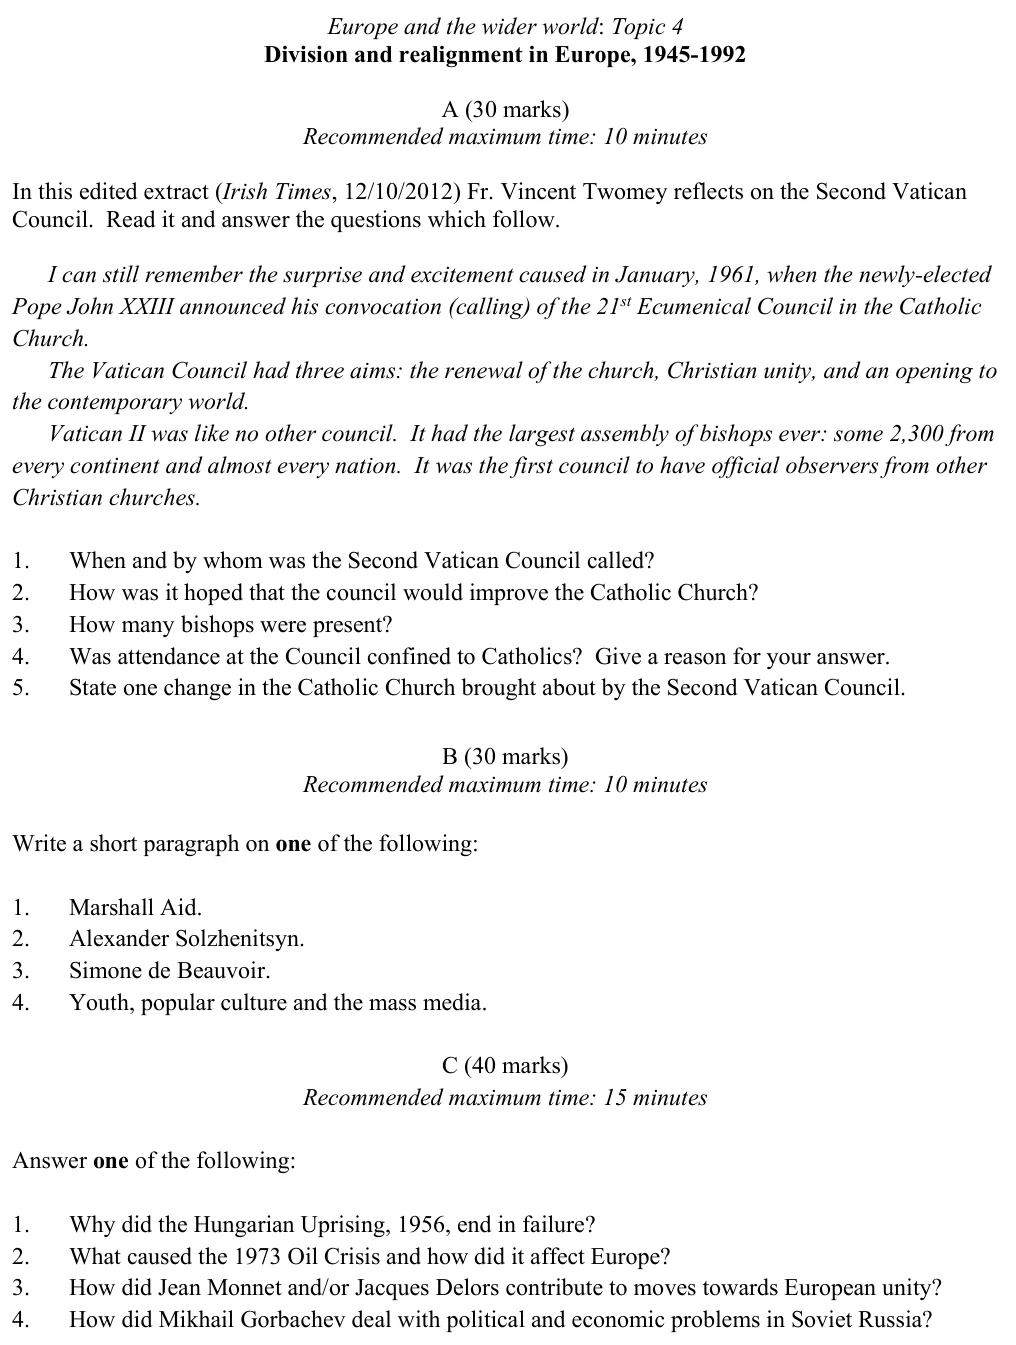 Europe and the wider world: Topic 4
Division and realignment in Europe, 1945-1992
A (30 marks)
Recommended maximum time: 10 minutes
In this edited extract (Irish Times, 12/10/2012) Fr. Vincent Twomey reflects on the Second Vatican
Council. Read it and answer the questions which follow.
I can still remember the surprise and excitement caused in January, 1961, when the newly-elected
Pope John XXIII announced his convocation (calling) of the 21st Ecumenical Council in the Catholic
Church.
The Vatican Council had three aims: the renewal of the church, Christian unity, and an opening to
the contemporary world.
Vatican II was like no other council. It had the largest assembly of bishops ever: some 2,300 from
every continent and almost every nation. It was the first council to have official observers from other
Christian churches.
1. When and by whom was the Second Vatican Council called?
2. How was it hoped that the council would improve the Catholic Church?
3. How many bishops were present?
4. Was attendance at the Council confined to Catholics? Give a reason for your answer.
5. State one change in the Catholic Church brought about by the Second Vatican Council.
B (30 marks)
Recommended maximum time: 10 minutes
Write a short paragraph on one of the following:
1. Marshall Aid.
2. Alexander Solzhenitsyn.
3. Simone de Beauvoir.
4. Youth, popular culture and the mass media.
C (40 marks)
Recommended maximum time: 15 minutes
Answer one of the following:
1. Why did the Hungarian Uprising, 1956, end in failure?
2. What caused the 1973 Oil Crisis and how did it affect Europe?
3. How did Jean Monnet and/or Jacques Delors contribute to moves towards European unity?
4. How did Mikhail Gorbachev deal with political and economic problems in Soviet Russia?